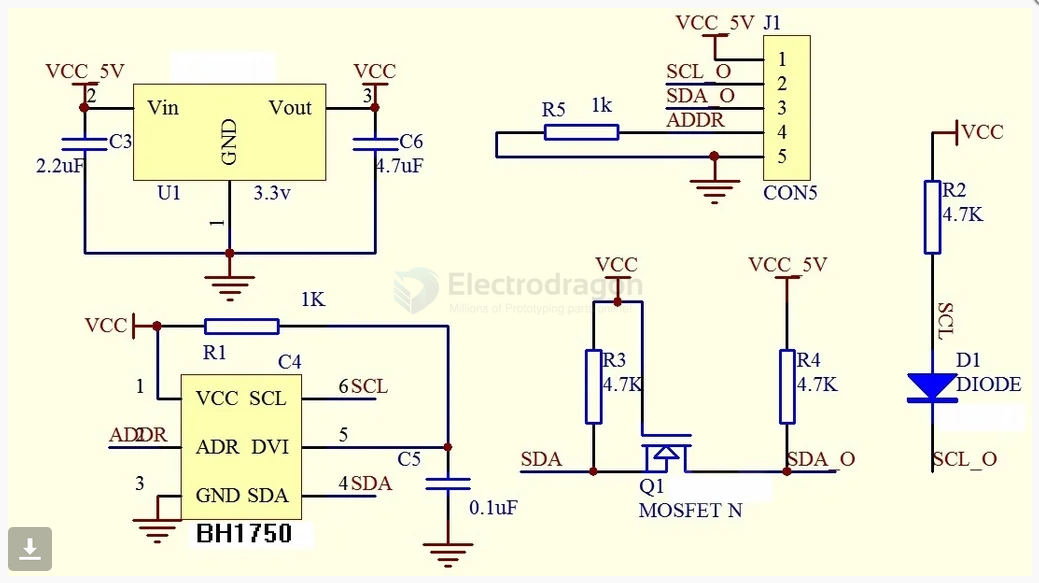 VCC_5V
VCC
2
3
Vin
Vout
GND
C3
C6
2.2uF
4.7uF
U1
3.3v
1
VCC_5V
J1
1
SCL_O
2
SDA_O
3
R5
1k
ADDR
4
5
CON5
VCC
R2
4.7K
SCL
D1
DIODE
SCL_O
Electrodragon
Millions of Prototyping parts online!
VCC
1K
R1
C4
1
VCC
SCL
6
SCL
ADDR
2
ADR
DVI
5
3
GND
SDA
4
SDA
BH1750
C5
0.1uF
VCC
VCC_5V
R3
4.7K
R4
4.7K
SDA
SDA_O
Q1
MOSFET N